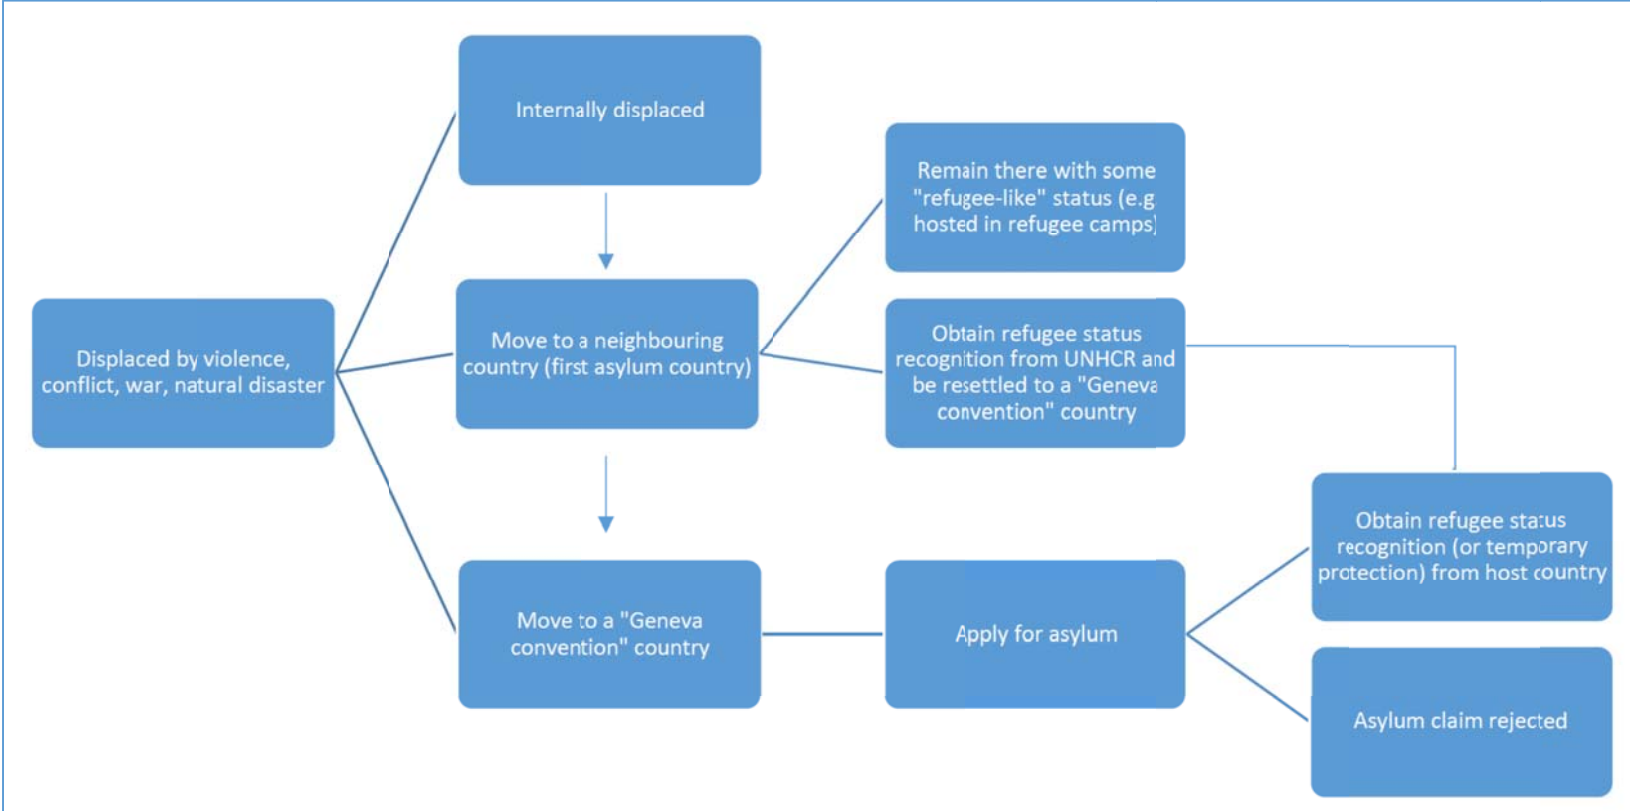 Internally displaced
Remain there with some
"refugee-like" status (e.g
hosted in refugee camps)
Displaced by violence,
conflict, war, natural disaster
Move to a neighbouring
country (first asylum country)
Obtain refugee status
recognition from UNHCR and
be resettled to a "Geneva
convention" country
Move to a "Geneva
convention" country
Apply for asylum
Obtain refugee status
recognition (or temporary
protection) from host country
Asylum claim rejected